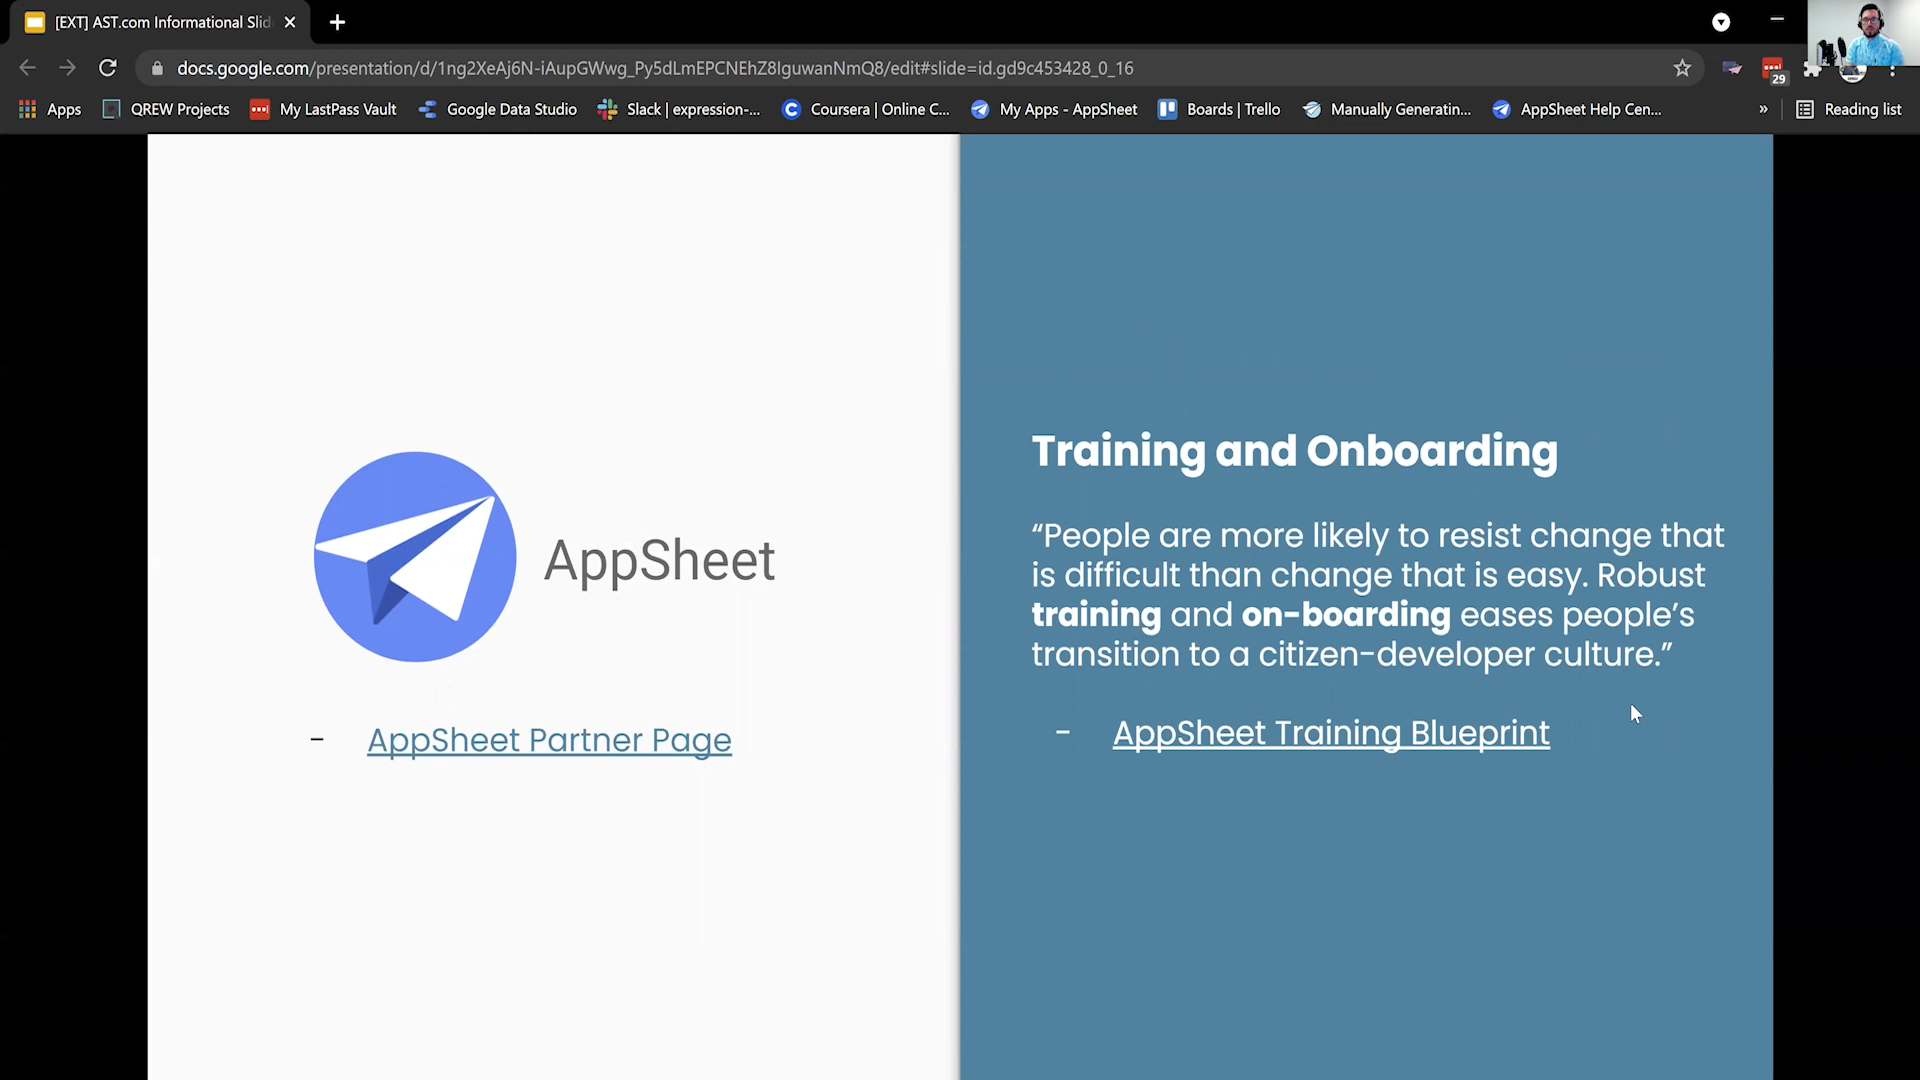 [EXT] AST.com Informational Slid
docs.google.com/presentation/d/1ng2XeAj6N-iAupGWwg_Py5dLmEPCNEhZ8IguwanNmQ8/edit#slide=id.gd9c453428_0_16
29
Apps QREW Projects My LastPass Vault Google Data Studio Slack | expression-... Coursera | Online C... My Apps - AppSheet Boards | Trello Manually Generatin... AppSheet Help Cen... » Reading list
AppSheet
- AppSheet Partner Page
Training and Onboarding
“People are more likely to resist change that
is difficult than change that is easy. Robust
training and on-boarding eases people’s
transition to a citizen-developer culture.”
- AppSheet Training Blueprint